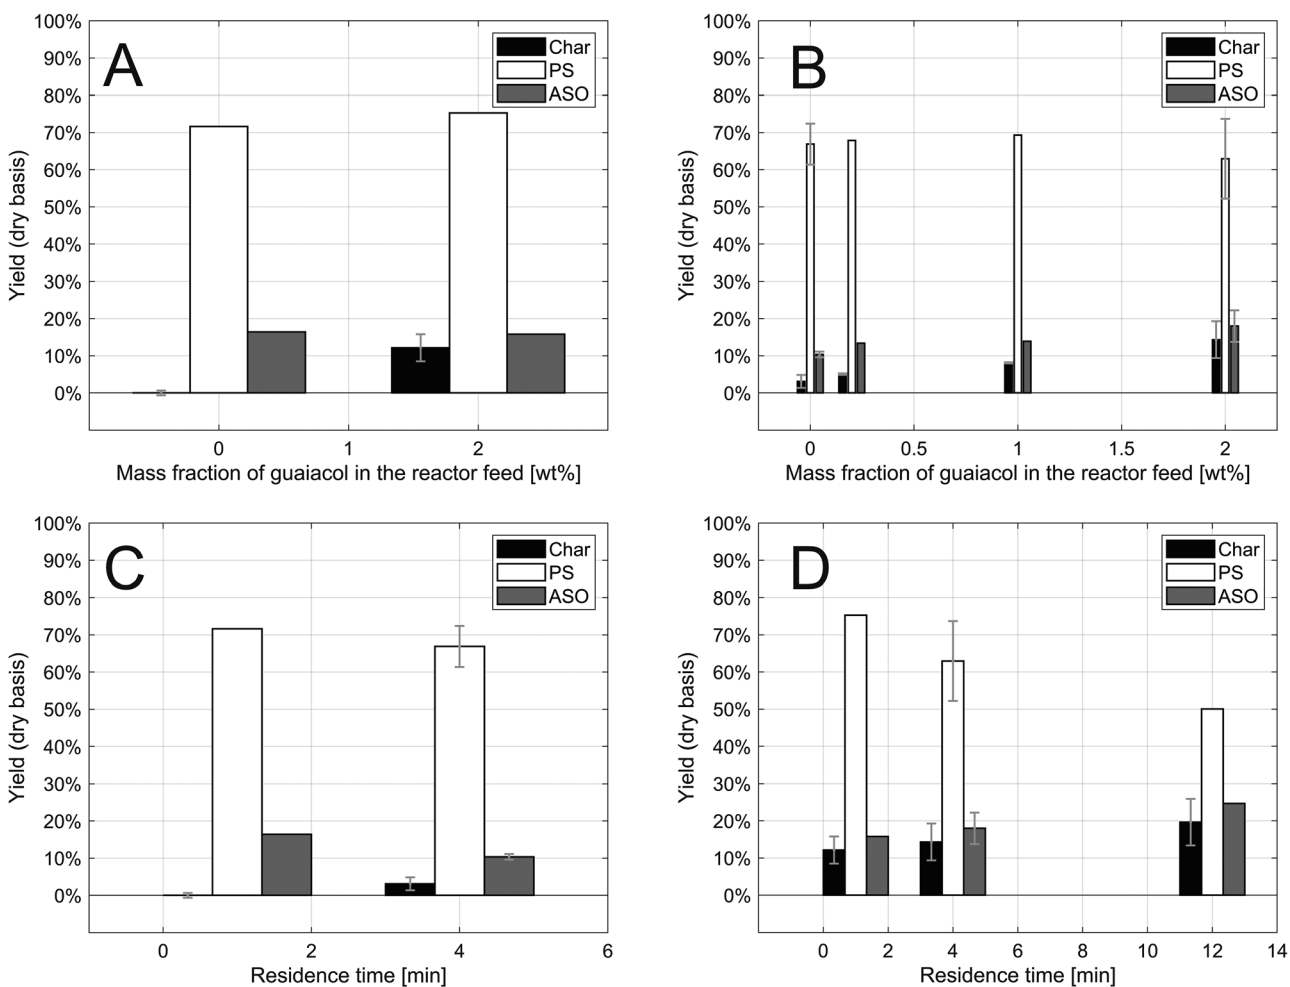 A
Char
PS
ASO
Yield (dry basis)
100%
90%
80%
70%
60%
50%
40%
30%
20%
10%
0%
0 1 2
Mass fraction of guaiacol in the reactor feed [wt%]
B
Char
PS
ASO
Yield (dry basis)
100%
90%
80%
70%
60%
50%
40%
30%
20%
10%
0%
0 0.5 1 1.5 2
Mass fraction of guaiacol in the reactor feed [wt%]
C
Char
PS
ASO
Yield (dry basis)
100%
90%
80%
70%
60%
50%
40%
30%
20%
10%
0%
0 2 4 6
Residence time [min]
D
Char
PS
ASO
Yield (dry basis)
100%
90%
80%
70%
60%
50%
40%
30%
20%
10%
0%
0 2 4 6 8 10 12 14
Residence time [min]